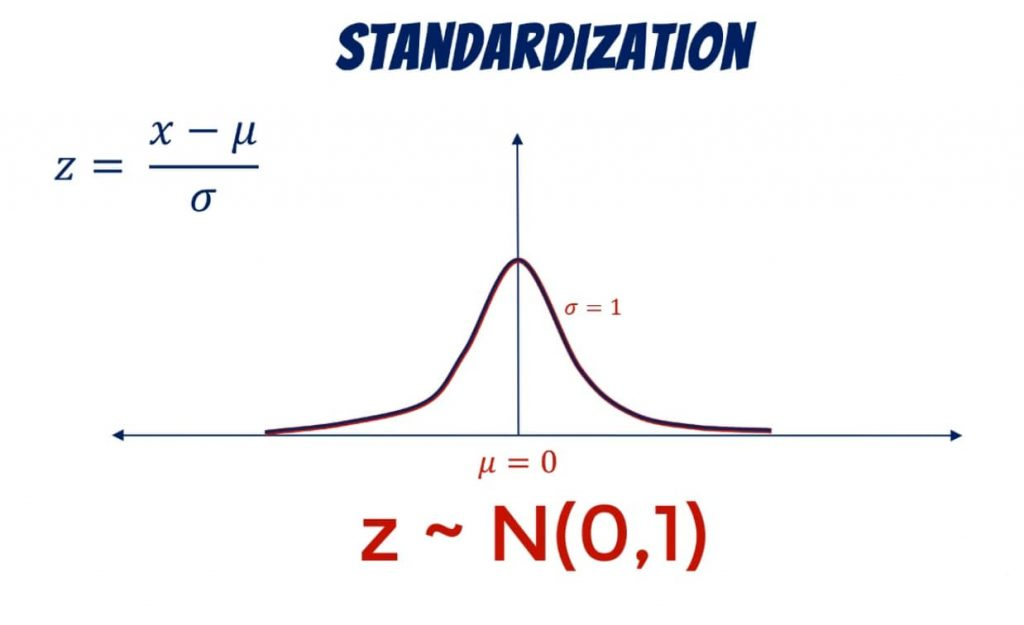 STANDARDIZATION
z = x − μ / σ
σ = 1
μ = 0
z ~ N(0,1)